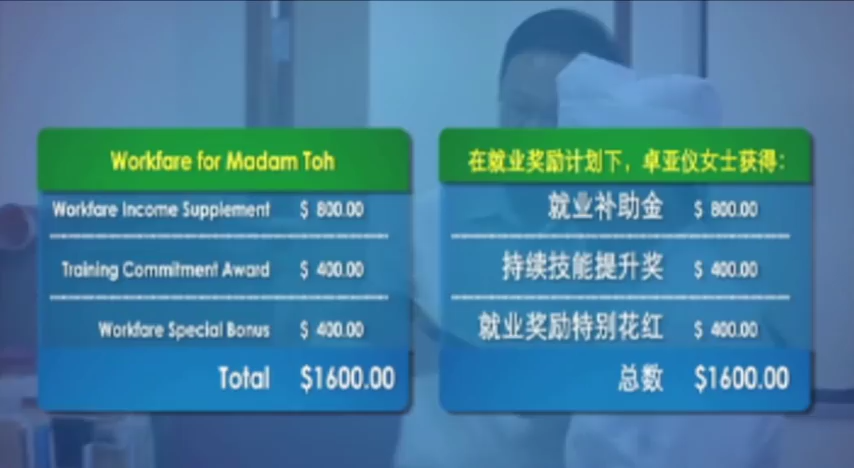 Workfare for Madam Toh
Workfare Income Supplement $ 800.00
Training Commitment Award $ 400.00
Workfare Special Bonus $ 400.00
Total $1600.00
在就业奖励计划下，卓亚仪女士获得：
就业补助金 $ 800.00
持续技能提升奖 $ 400.00
就业奖励特别花红 $ 400.00
总数 $1600.00